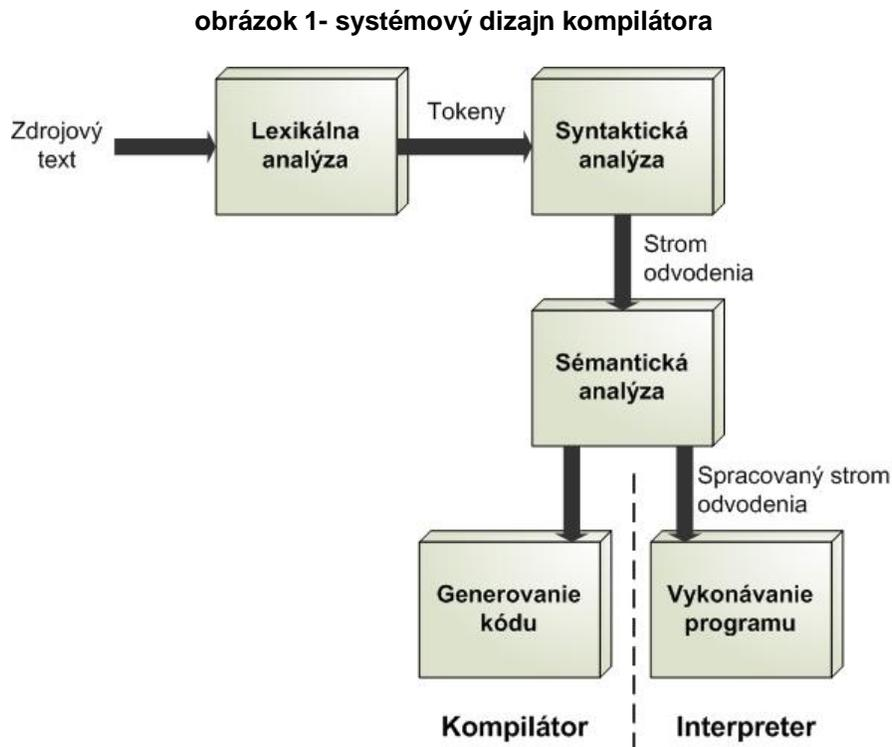 obrázok 1- systémový dizajn kompilátora
Zdrojový
text
Lexikálna
analýza
Tokeny
Syntaktická
analýza
Strom
odvodenia
Sémantická
analýza
Spracovaný strom
odvodenia
Generovanie
kódu
Vykonávanie
programu
Kompilátor
Interpreter